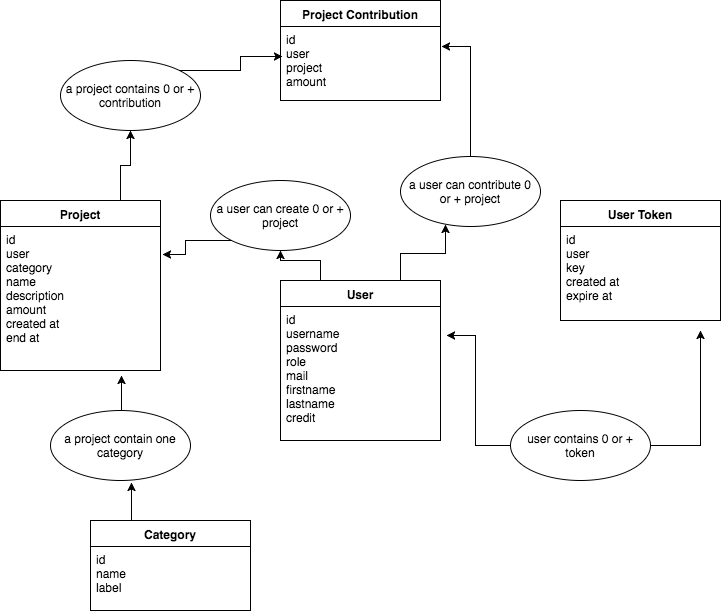 Project Contribution
id
user
project
amount
a project contains 0 or +
contribution
a user can contribute 0
or + project
a user can create 0 or +
project
Project
id
user
category
name
description
amount
created at
end at
User Token
id
user
key
created at
expire at
User
id
username
password
role
mail
firstname
lastname
credit
a project contain one
category
user contains 0 or +
token
Category
id
name
label